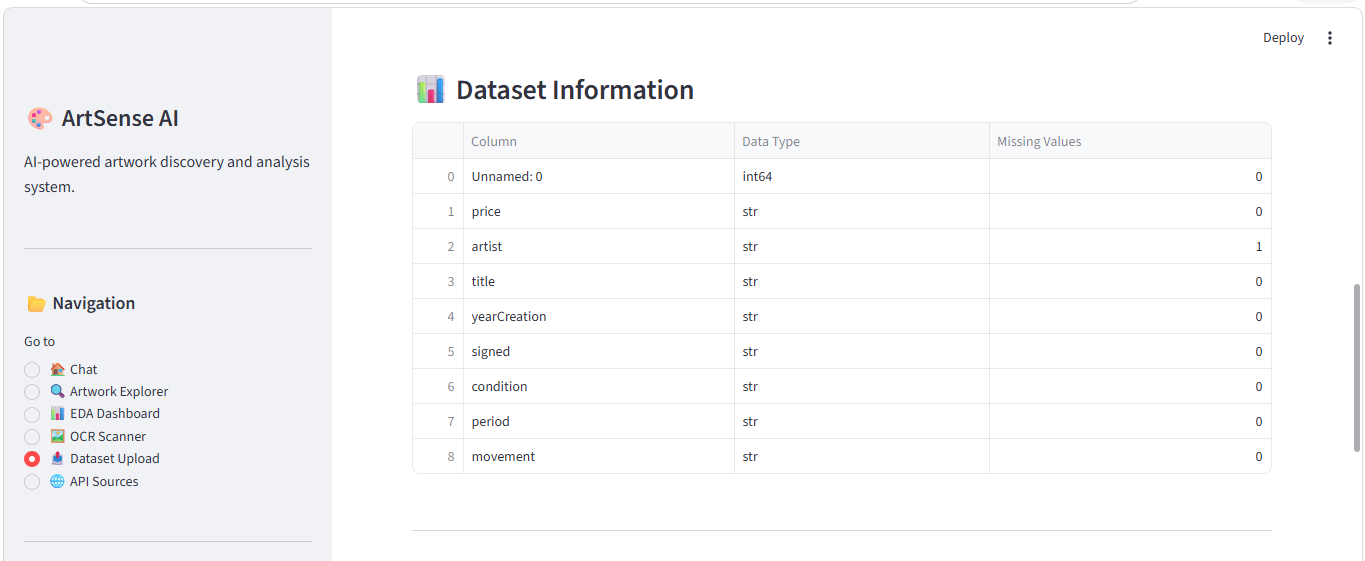 ArtSense AI
AI-powered artwork discovery and analysis
system.
Navigation
Go to
Chat
Artwork Explorer
EDA Dashboard
OCR Scanner
Dataset Upload
API Sources
Deploy
Dataset Information
Column Data Type Missing Values
0 Unnamed: 0 int64 0
1 price str 0
2 artist str 1
3 title str 0
4 yearCreation str 0
5 signed str 0
6 condition str 0
7 period str 0
8 movement str 0